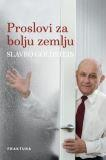 Proslovi za
bolju zemlju
SLAVKO GOLDSTEIN
FRAKTURA